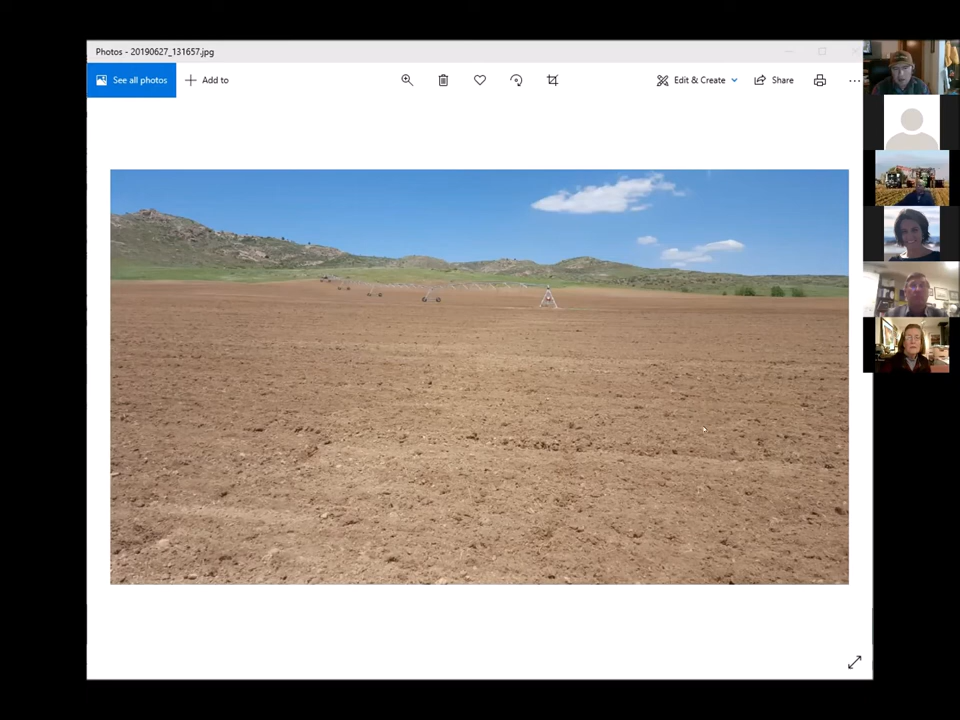 Photos - 20190627_131657.jpg
See all photos
Add to
Edit & Create
Share